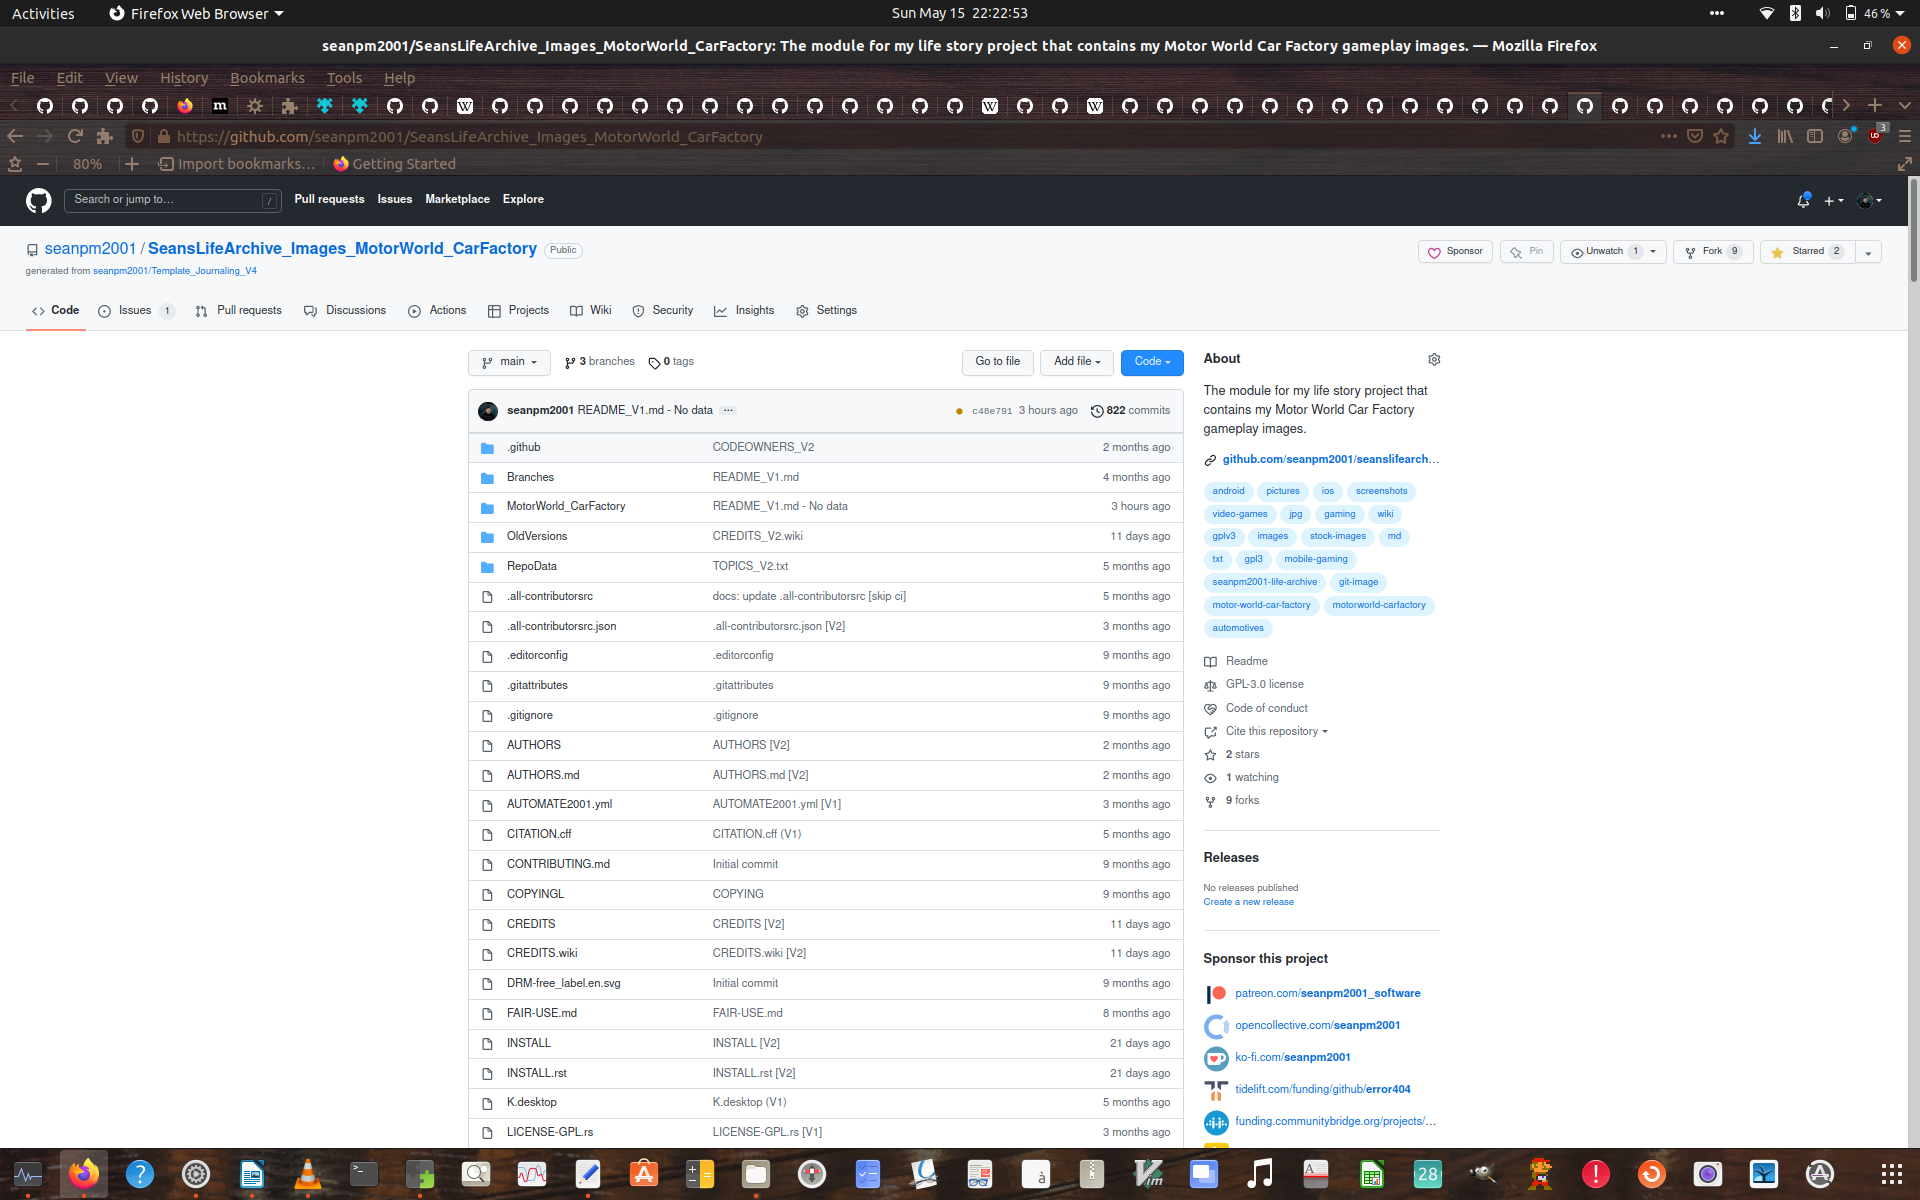 Activities Firefox Web Browser Sun May 15 22:22:53 46 %
seanpm2001/SeansLifeArchive_Images_MotorWorld_CarFactory: The module for my life story project that contains my Motor World Car Factory gameplay images. — Mozilla Firefox
File Edit View History Bookmarks Tools Help
https://github.com/seanpm2001/SeansLifeArchive_Images_MotorWorld_CarFactory 3
80% Import bookmarks... Getting Started
Search or jump to... / Pull requests Issues Marketplace Explore
seanpm2001 / SeansLifeArchive_Images_MotorWorld_CarFactory Public Sponsor Pin Unwatch 1 Fork 9 Starred 2
generated from seanpm2001/Template_Journaling_V4
Code Issues 1 Pull requests Discussions Actions Projects Wiki Security Insights Settings
main 3 branches 0 tags Go to file Add file Code
seanpm2001 README_V1.md - No data ... c48e791 3 hours ago 822 commits
.github CODEOWNERS_V2 2 months ago
Branches README_V1.md 4 months ago
MotorWorld_CarFactory README_V1.md - No data 3 hours ago
OldVersions CREDITS_V2.wiki 11 days ago
RepoData TOPICS_V2.txt 5 months ago
.all-contributorsrc docs: update .all-contributorsrc [skip ci] 5 months ago
.all-contributorsrc.json .all-contributorsrc.json [V2] 3 months ago
.editorconfig .editorconfig 9 months ago
.gitattributes .gitattributes 9 months ago
.gitignore .gitignore 9 months ago
AUTHORS AUTHORS [V2] 2 months ago
AUTHORS.md AUTHORS.md [V2] 2 months ago
AUTOMATE2001.yml AUTOMATE2001.yml [V1] 3 months ago
CITATION.cff CITATION.cff (V1) 5 months ago
CONTRIBUTING.md Initial commit 9 months ago
COPYINGL COPYING 9 months ago
CREDITS CREDITS [V2] 11 days ago
CREDITS.wiki CREDITS.wiki [V2] 11 days ago
DRM-free_label.en.svg Initial commit 9 months ago
FAIR-USE.md FAIR-USE.md 8 months ago
INSTALL INSTALL [V2] 21 days ago
INSTALL.rst INSTALL.rst [V2] 21 days ago
K.desktop K.desktop (V1) 5 months ago
LICENSE-GPL.rs LICENSE-GPL.rs [V1] 3 months ago
About
The module for my life story project that
contains my Motor World Car Factory
gameplay images.
github.com/seanpm2001/seanslifearch...
android pictures ios screenshots
video-games jpg gaming wiki
gplv3 images stock-images md
txt gpl3 mobile-gaming
seanpm2001-life-archive git-image
motor-world-car-factory motorworld-carfactory
automotives
Readme
GPL-3.0 license
Code of conduct
Cite this repository
2 stars
1 watching
9 forks
Releases
No releases published
Create a new release
Sponsor this project
patreon.com/seanpm2001_software
opencollective.com/seanpm2001
ko-fi.com/seanpm2001
tidelift.com/funding/github/error404
funding.communitybridge.org/projects/...
28